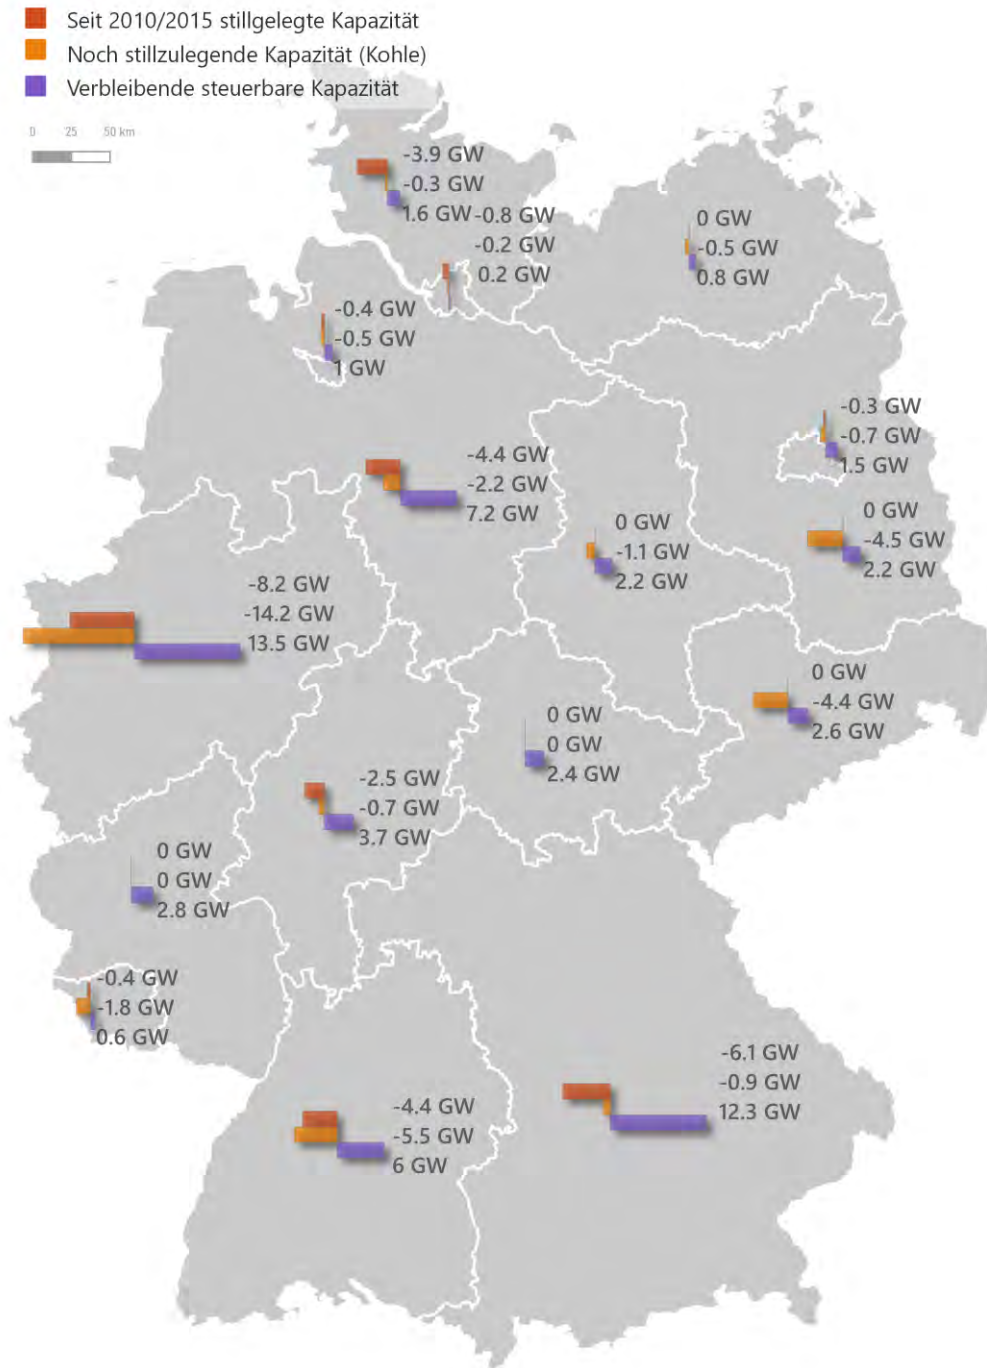 Seit 2010/2015 stillgelegte Kapazität
Noch stillzulegende Kapazität (Kohle)
Verbleibende steuerbare Kapazität
0 25 50 km
-3.9 GW
-0.3 GW
1.6 GW
-0.8 GW
-0.2 GW
0.2 GW
0 GW
-0.5 GW
0.8 GW
-0.4 GW
-0.5 GW
1 GW
-0.3 GW
-0.7 GW
1.5 GW
-4.4 GW
-2.2 GW
7.2 GW
0 GW
-1.1 GW
2.2 GW
0 GW
-4.5 GW
2.2 GW
-8.2 GW
-14.2 GW
13.5 GW
0 GW
-4.4 GW
2.6 GW
0 GW
0 GW
2.4 GW
-2.5 GW
-0.7 GW
3.7 GW
0 GW
0 GW
2.8 GW
-0.4 GW
-1.8 GW
0.6 GW
-6.1 GW
-0.9 GW
12.3 GW
-4.4 GW
-5.5 GW
6 GW